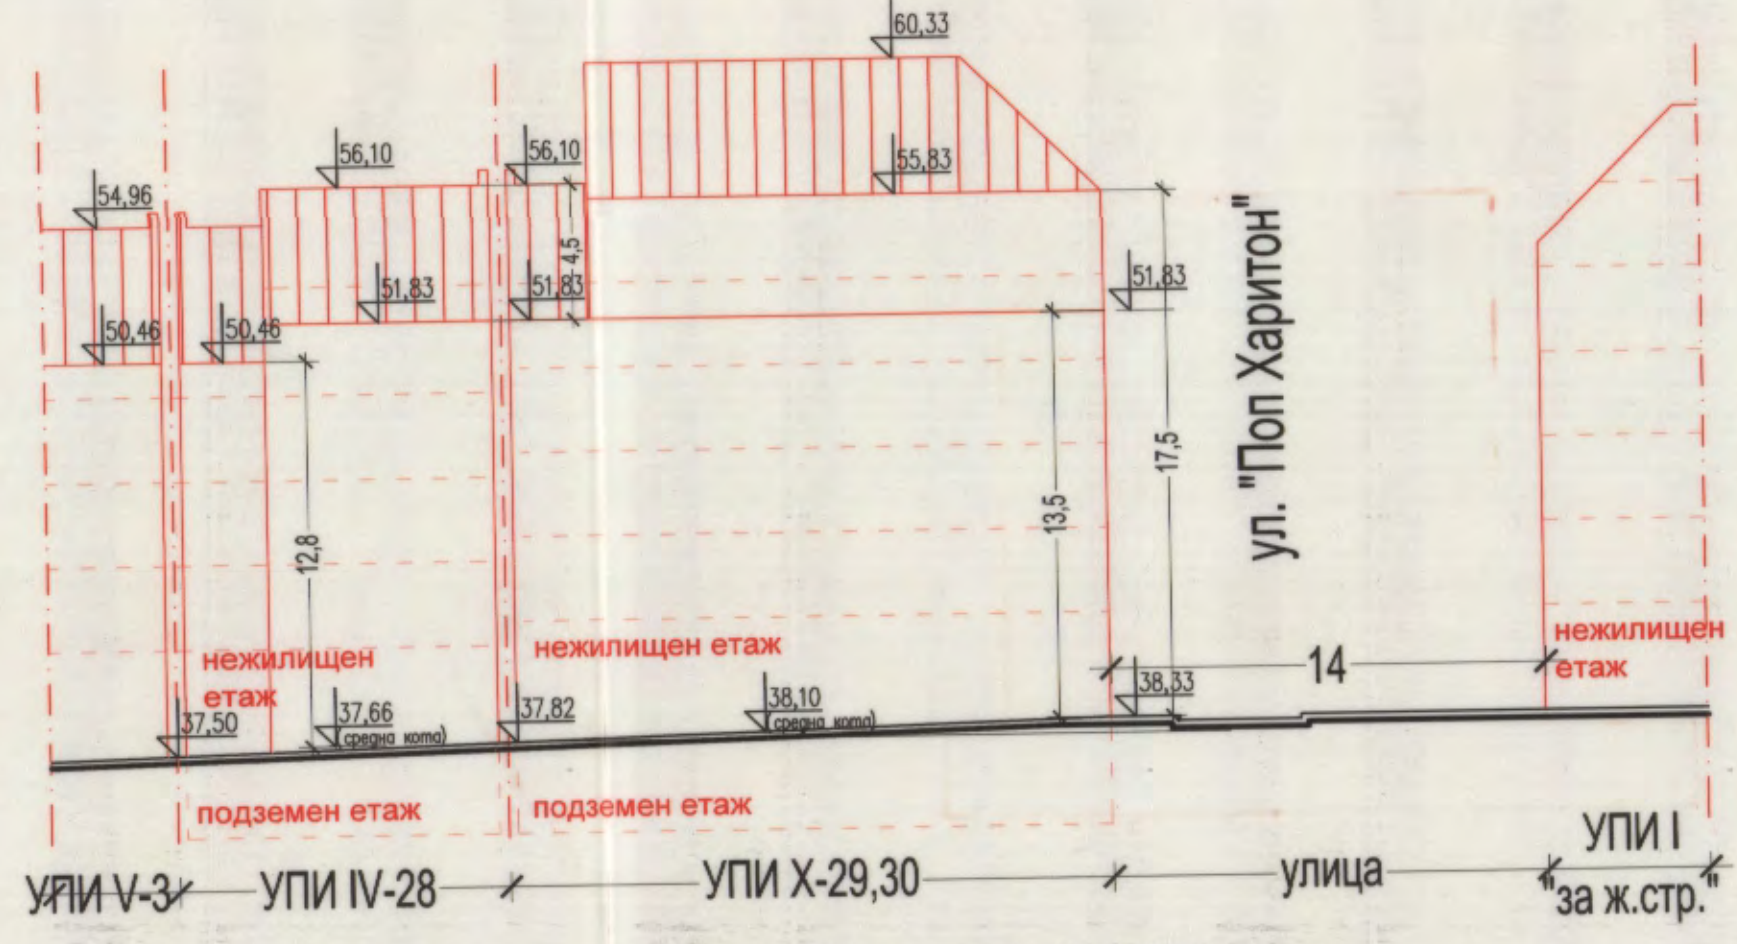 60,33
56,10
56,10
55,83
54,96
4,5
51,83
51,83
51,83
50,46
50,46
ул. "Поп Харитон"
17,5
13,5
12,8
нежилищен
етаж
нежилищен етаж
нежилищен
етаж
14
38,33
38,10
(средна кота)
37,82
37,66
(средна кота)
37,50
подземен етаж
подземен етаж
УПИ V-3
УПИ IV-28
УПИ X-29,30
улица
УПИ I
"за ж.стр."